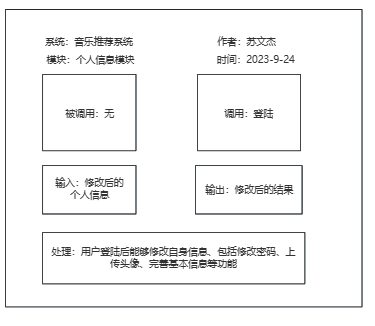 系统：音乐推荐系统
作者：苏文杰
模块：个人信息模块
时间：2023-9-24
被调用：无
调用：登陆
输入：修改后的
个人信息
输出：修改后的结果
处理：用户登陆后能够修改自身信息、包括修改密码、上
传头像、完善基本信息等功能